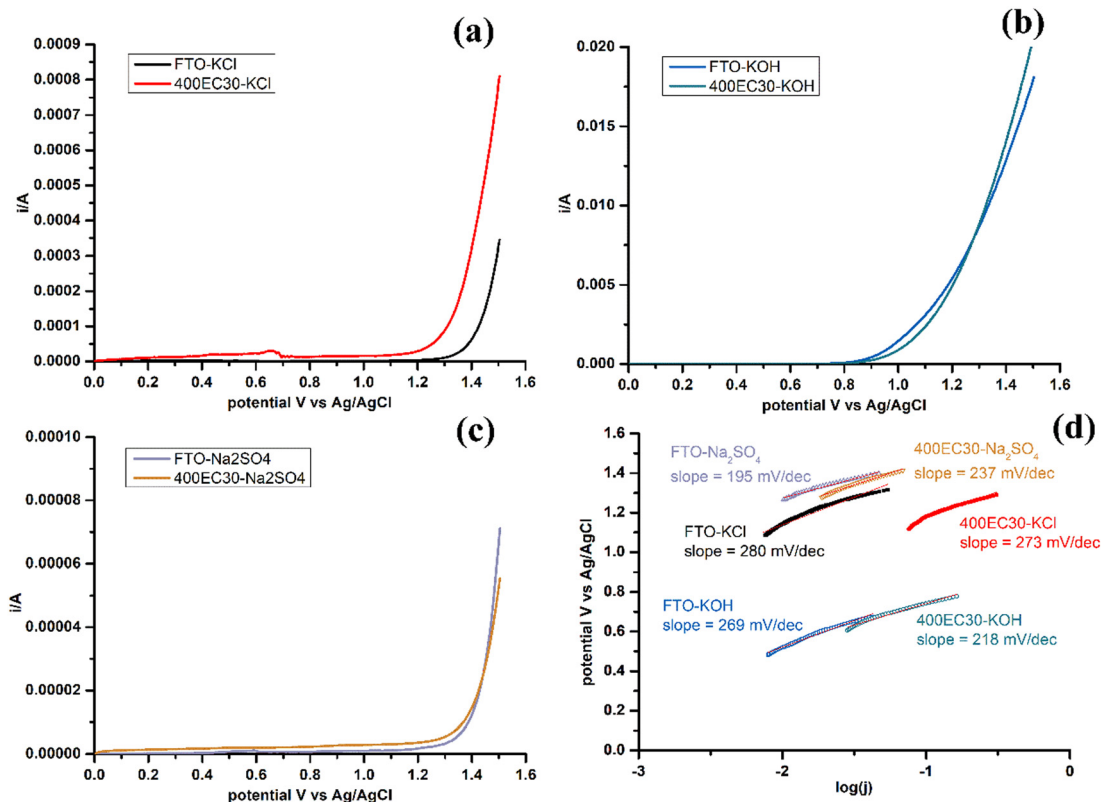 (a)
FTO-KCl
400EC30-KCl
i/A
0.0009
0.0008
0.0007
0.0006
0.0005
0.0004
0.0003
0.0002
0.0001
0.0000
0.0 0.2 0.4 0.6 0.8 1.0 1.2 1.4 1.6
potential V vs Ag/AgCl
(b)
FTO-KOH
400EC30-KOH
i/A
0.020
0.015
0.010
0.005
0.000
0.0 0.2 0.4 0.6 0.8 1.0 1.2 1.4 1.6
potential V vs Ag/AgCl
(c)
FTO-Na2SO4
400EC30-Na2SO4
i/A
0.00010
0.00008
0.00006
0.00004
0.00002
0.00000
0.0 0.2 0.4 0.6 0.8 1.0 1.2 1.4 1.6
potential V vs Ag/AgCl
(d)
FTO-Na₂SO₄
slope = 195 mV/dec
400EC30-Na₂SO₄
slope = 237 mV/dec
FTO-KCl
slope = 280 mV/dec
400EC30-KCl
slope = 273 mV/dec
FTO-KOH
slope = 269 mV/dec
400EC30-KOH
slope = 218 mV/dec
potential V vs Ag/AgCl
1.6
1.4
1.2
1.0
0.8
0.6
0.4
0.2
0.0
-3 -2 -1 0
log(j)